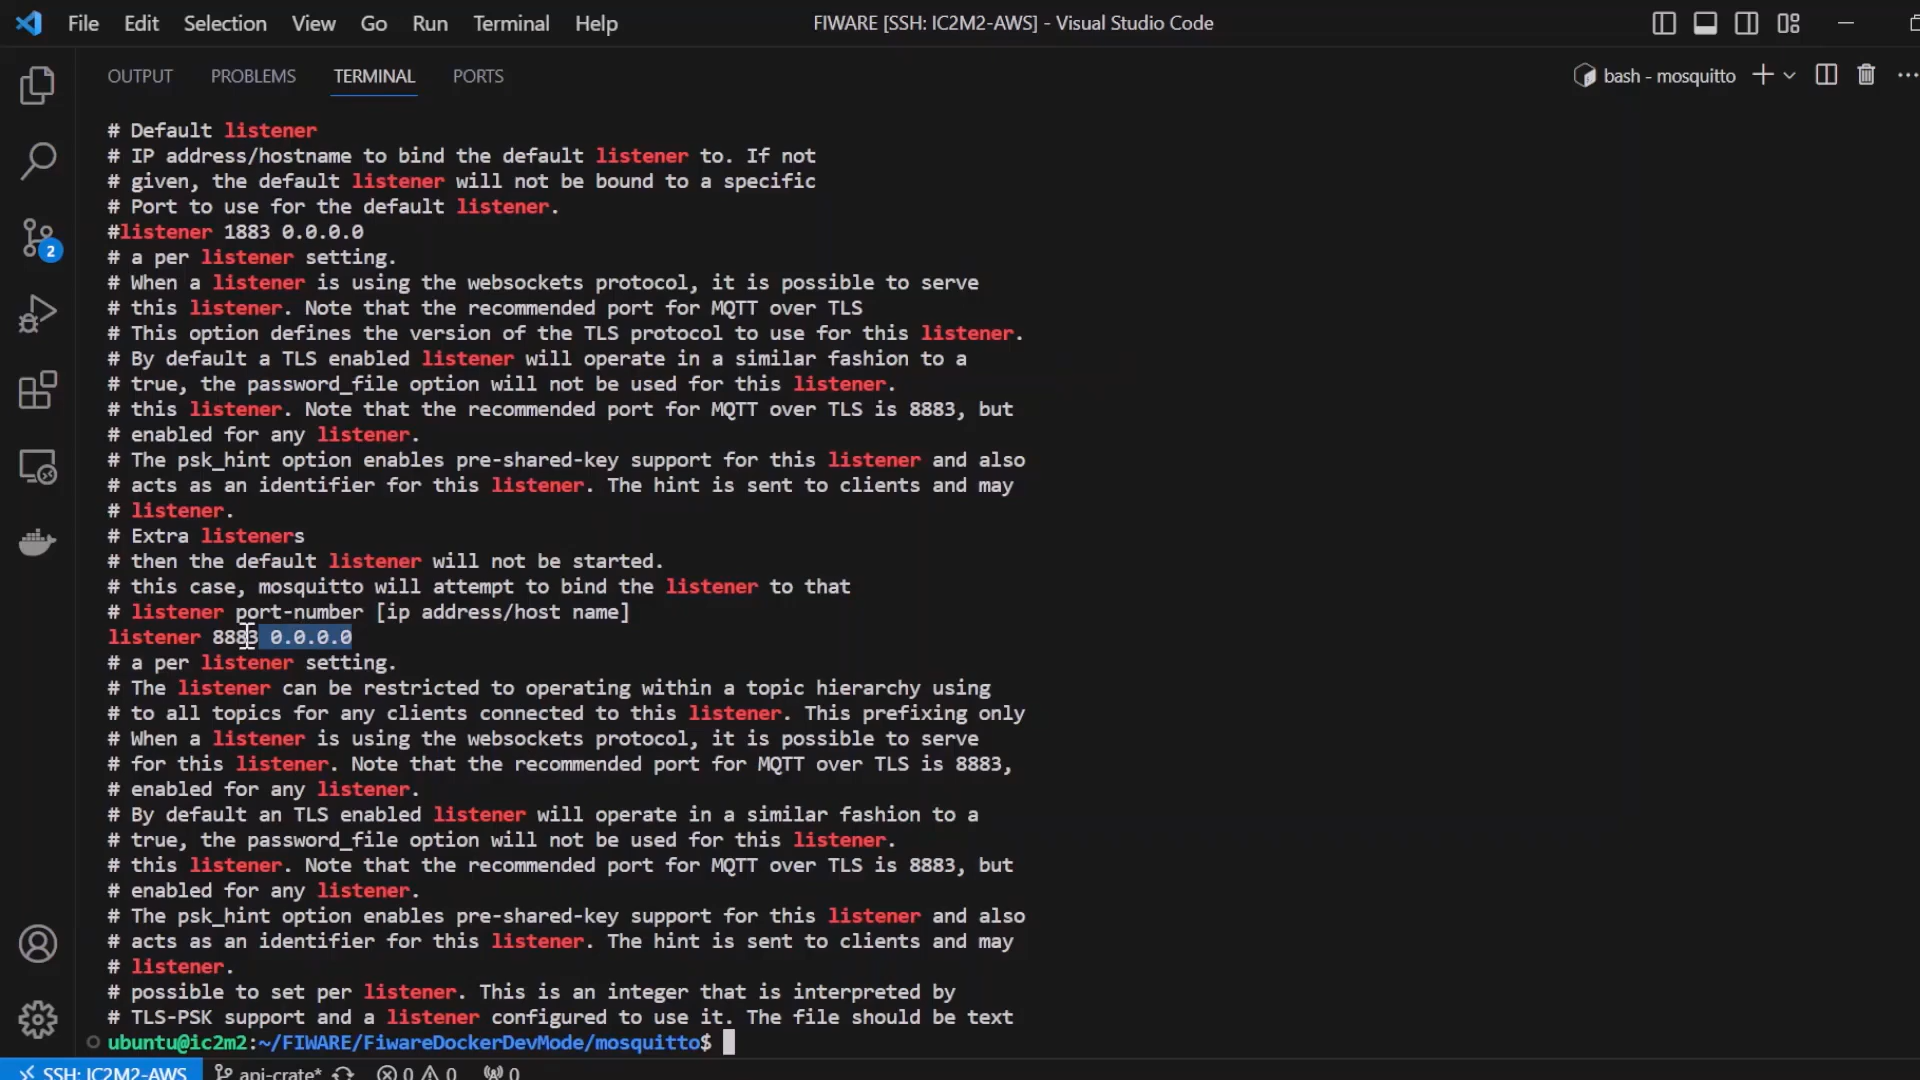 File Edit Selection View Go Run Terminal Help FIWARE [SSH: IC2M2-AWS] - Visual Studio Code
OUTPUT PROBLEMS TERMINAL PORTS bash - mosquitto
# Default listener
# IP address/hostname to bind the default listener to. If not
# given, the default listener will not be bound to a specific
# Port to use for the default listener.
#listener 1883 0.0.0.0
# a per listener setting.
# When a listener is using the websockets protocol, it is possible to serve
# this listener. Note that the recommended port for MQTT over TLS
# This option defines the version of the TLS protocol to use for this listener.
# By default a TLS enabled listener will operate in a similar fashion to a
# true, the password_file option will not be used for this listener.
# this listener. Note that the recommended port for MQTT over TLS is 8883, but
# enabled for any listener.
# The psk_hint option enables pre-shared-key support for this listener and also
# acts as an identifier for this listener. The hint is sent to clients and may
# listener.
# Extra listeners
# then the default listener will not be started.
# this case, mosquitto will attempt to bind the listener to that
# listener port-number [ip address/host name]
listener 8883 0.0.0.0
# a per listener setting.
# The listener can be restricted to operating within a topic hierarchy using
# to all topics for any clients connected to this listener. This prefixing only
# When a listener is using the websockets protocol, it is possible to serve
# for this listener. Note that the recommended port for MQTT over TLS is 8883,
# enabled for any listener.
# By default an TLS enabled listener will operate in a similar fashion to a
# true, the password_file option will not be used for this listener.
# this listener. Note that the recommended port for MQTT over TLS is 8883, but
# enabled for any listener.
# The psk_hint option enables pre-shared-key support for this listener and also
# acts as an identifier for this listener. The hint is sent to clients and may
# listener.
# possible to set per listener. This is an integer that is interpreted by
# TLS-PSK support and a listener configured to use it. The file should be text
ubuntu@ic2m2:~/FIWARE/FiwareDockerDevMode/mosquitto$
2
SSH: IC2M2-AWS api-crate* 0 0 0